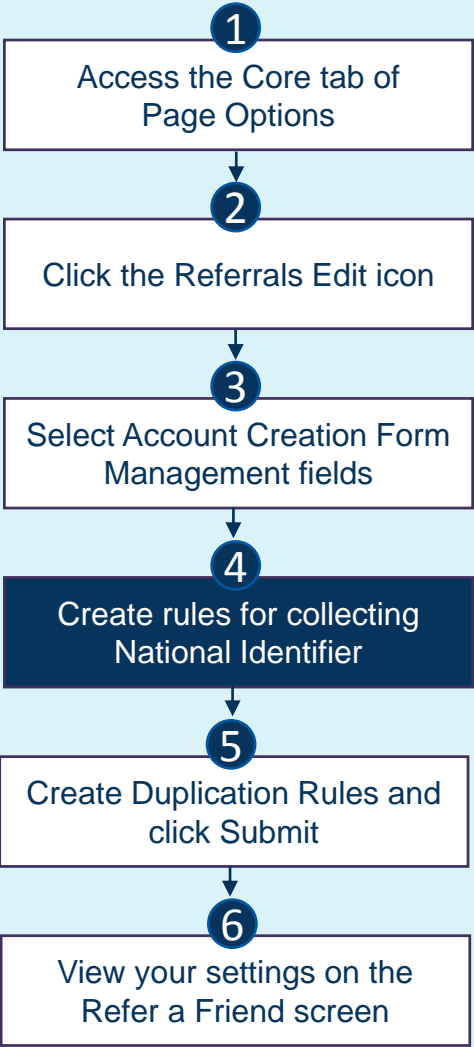 1
Access the Core tab of
Page Options
2
Click the Referrals Edit icon
3
Select Account Creation Form
Management fields
4
Create rules for collecting
National Identifier
5
Create Duplication Rules and
click Submit
6
View your settings on the
Refer a Friend screen